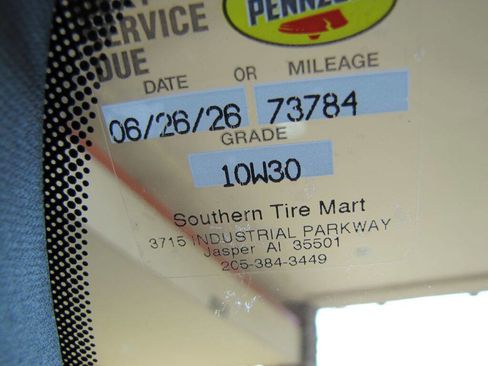 PENNZO
SERVICE
DUE
DATE OR MILEAGE
06/26/26 73784
GRADE
10W30
Southern Tire Mart
3715 INDUSTRIAL PARKWAY
Jasper Al 35501
205-384-3449